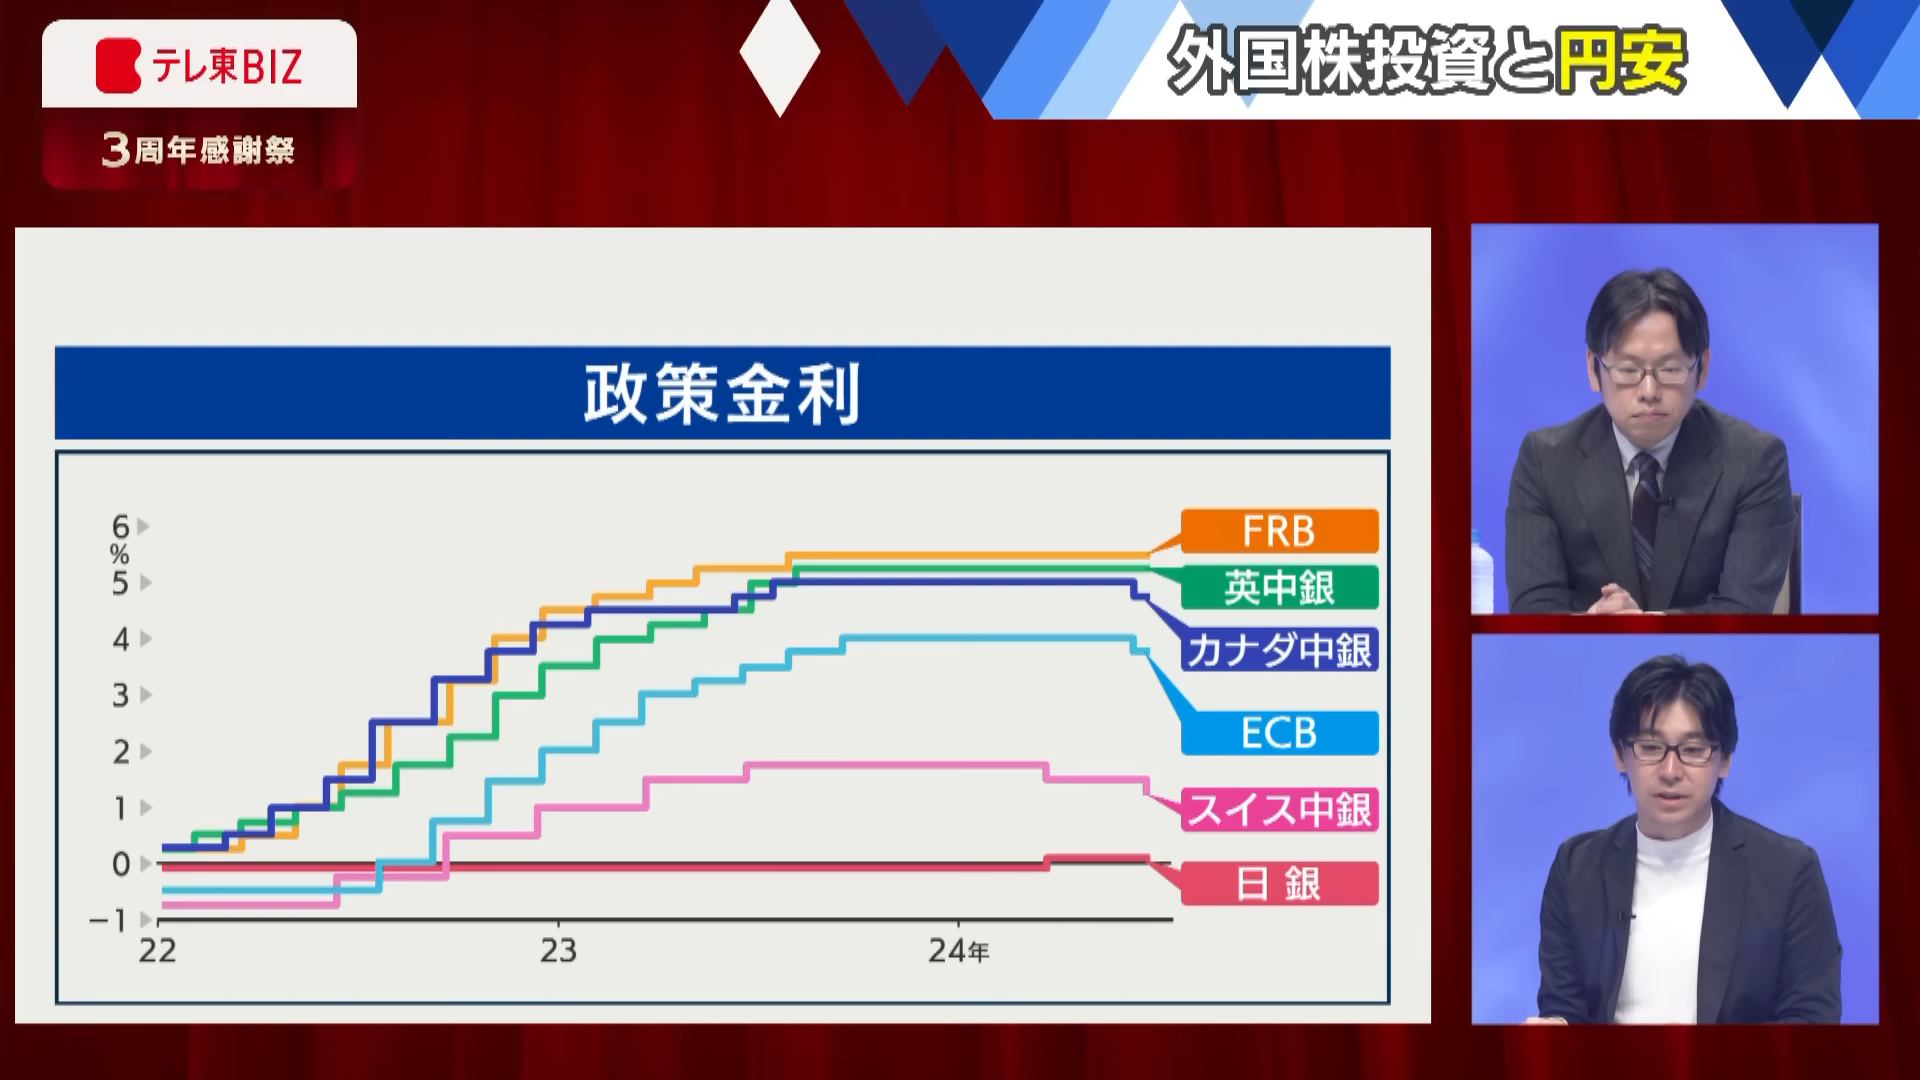 テレ東BIZ
3周年感謝祭
外国株投資と円安
政策金利
6
%
5
4
3
2
1
0
−1
22
23
24年
FRB
英中銀
カナダ中銀
ECB
スイス中銀
日 銀